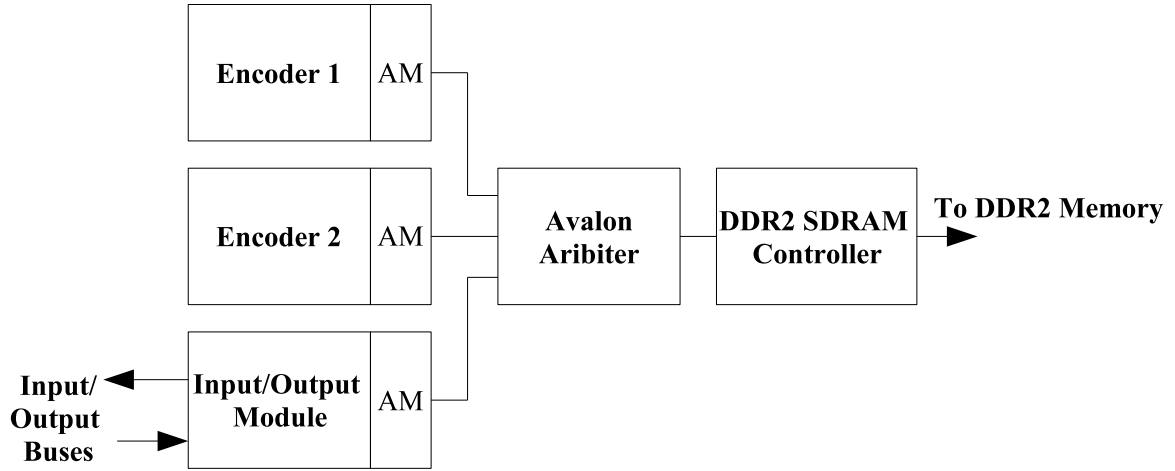 Encoder 1
AM
Encoder 2
AM
Avalon
Aribiter
DDR2 SDRAM
Controller
To DDR2 Memory
Input/Output
Module
AM
Input/
Output
Buses